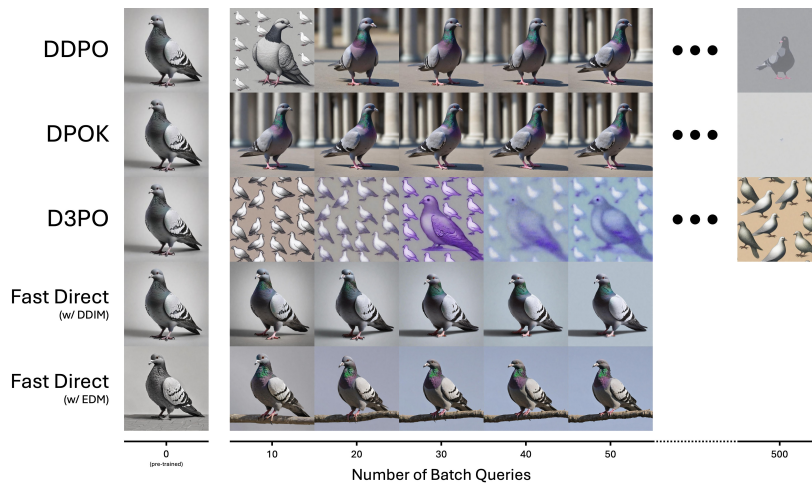 DDPO
DPOK
D3PO
Fast Direct
(w/ DDIM)
Fast Direct
(w/ EDM)
0
10
20
30
40
50
500
(pre-trained)
Number of Batch Queries